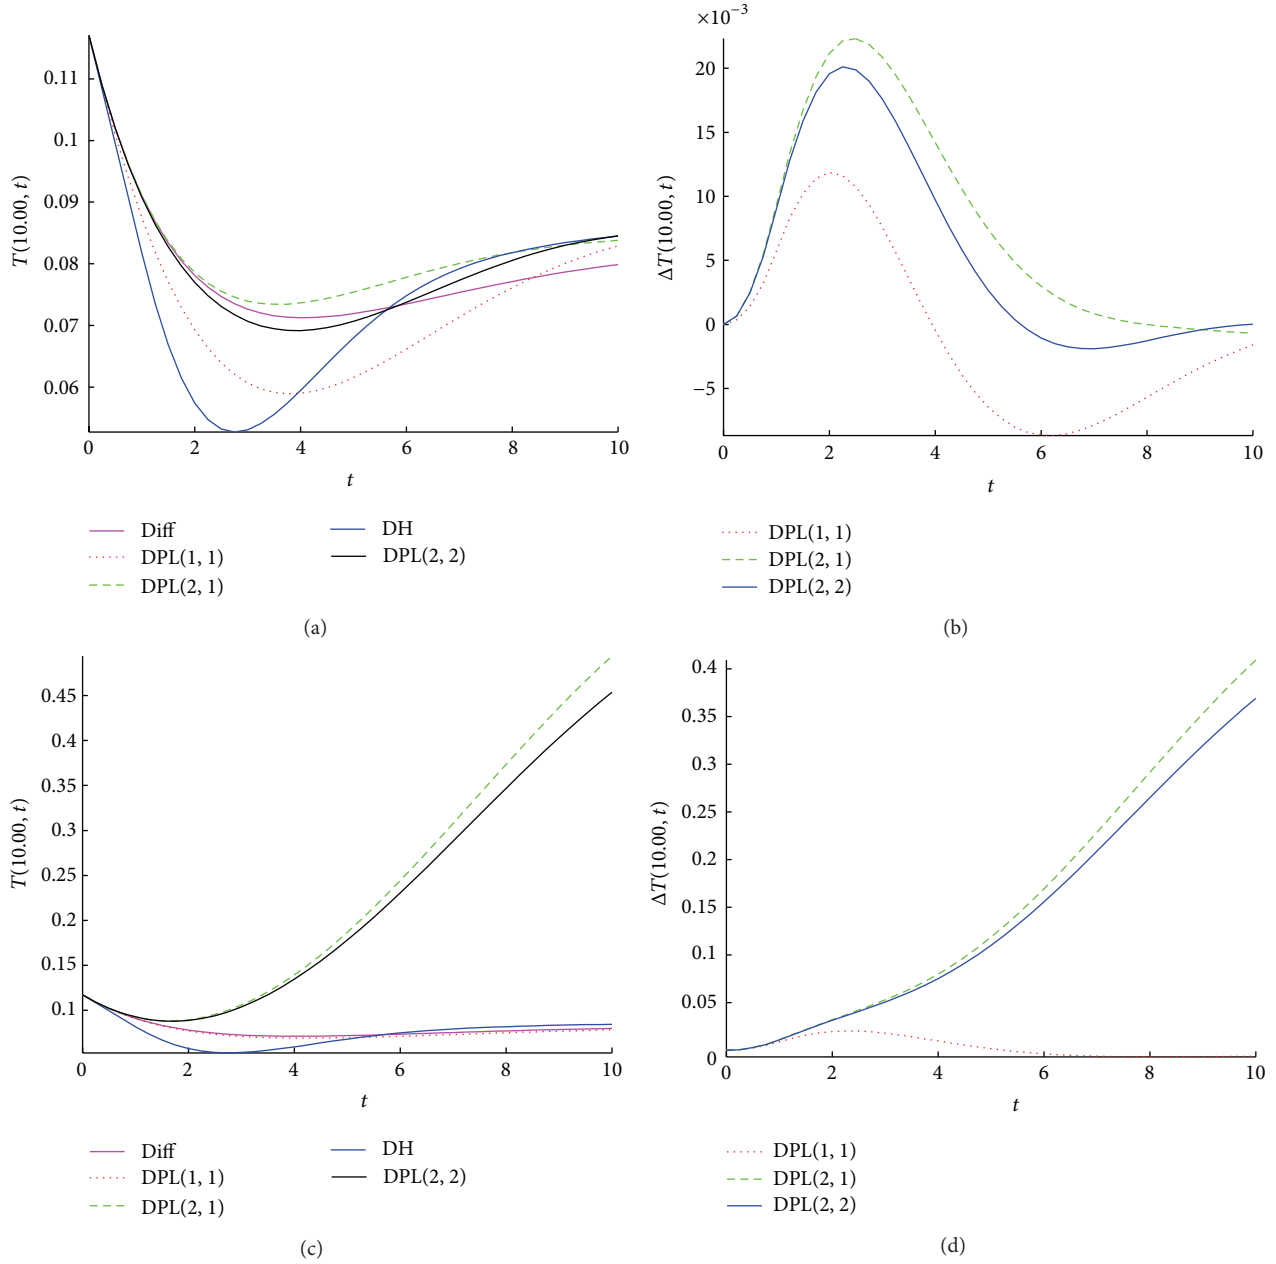 0.11
0.1
0.09
0.08
0.07
0.06
T(10.00, t)
0 2 4 6 8 10
t
Diff
DPL(1, 1)
DPL(2, 1)
DH
DPL(2, 2)
(a)
×10⁻³
20
15
10
5
0
−5
ΔT(10.00, t)
0 2 4 6 8 10
t
DPL(1, 1)
DPL(2, 1)
DPL(2, 2)
(b)
0.45
0.4
0.35
0.3
0.25
0.2
0.15
0.1
T(10.00, t)
0 2 4 6 8 10
t
Diff
DPL(1, 1)
DPL(2, 1)
DH
DPL(2, 2)
(c)
0.4
0.35
0.3
0.25
0.2
0.15
0.1
0.05
0
ΔT(10.00, t)
0 2 4 6 8 10
t
DPL(1, 1)
DPL(2, 1)
DPL(2, 2)
(d)